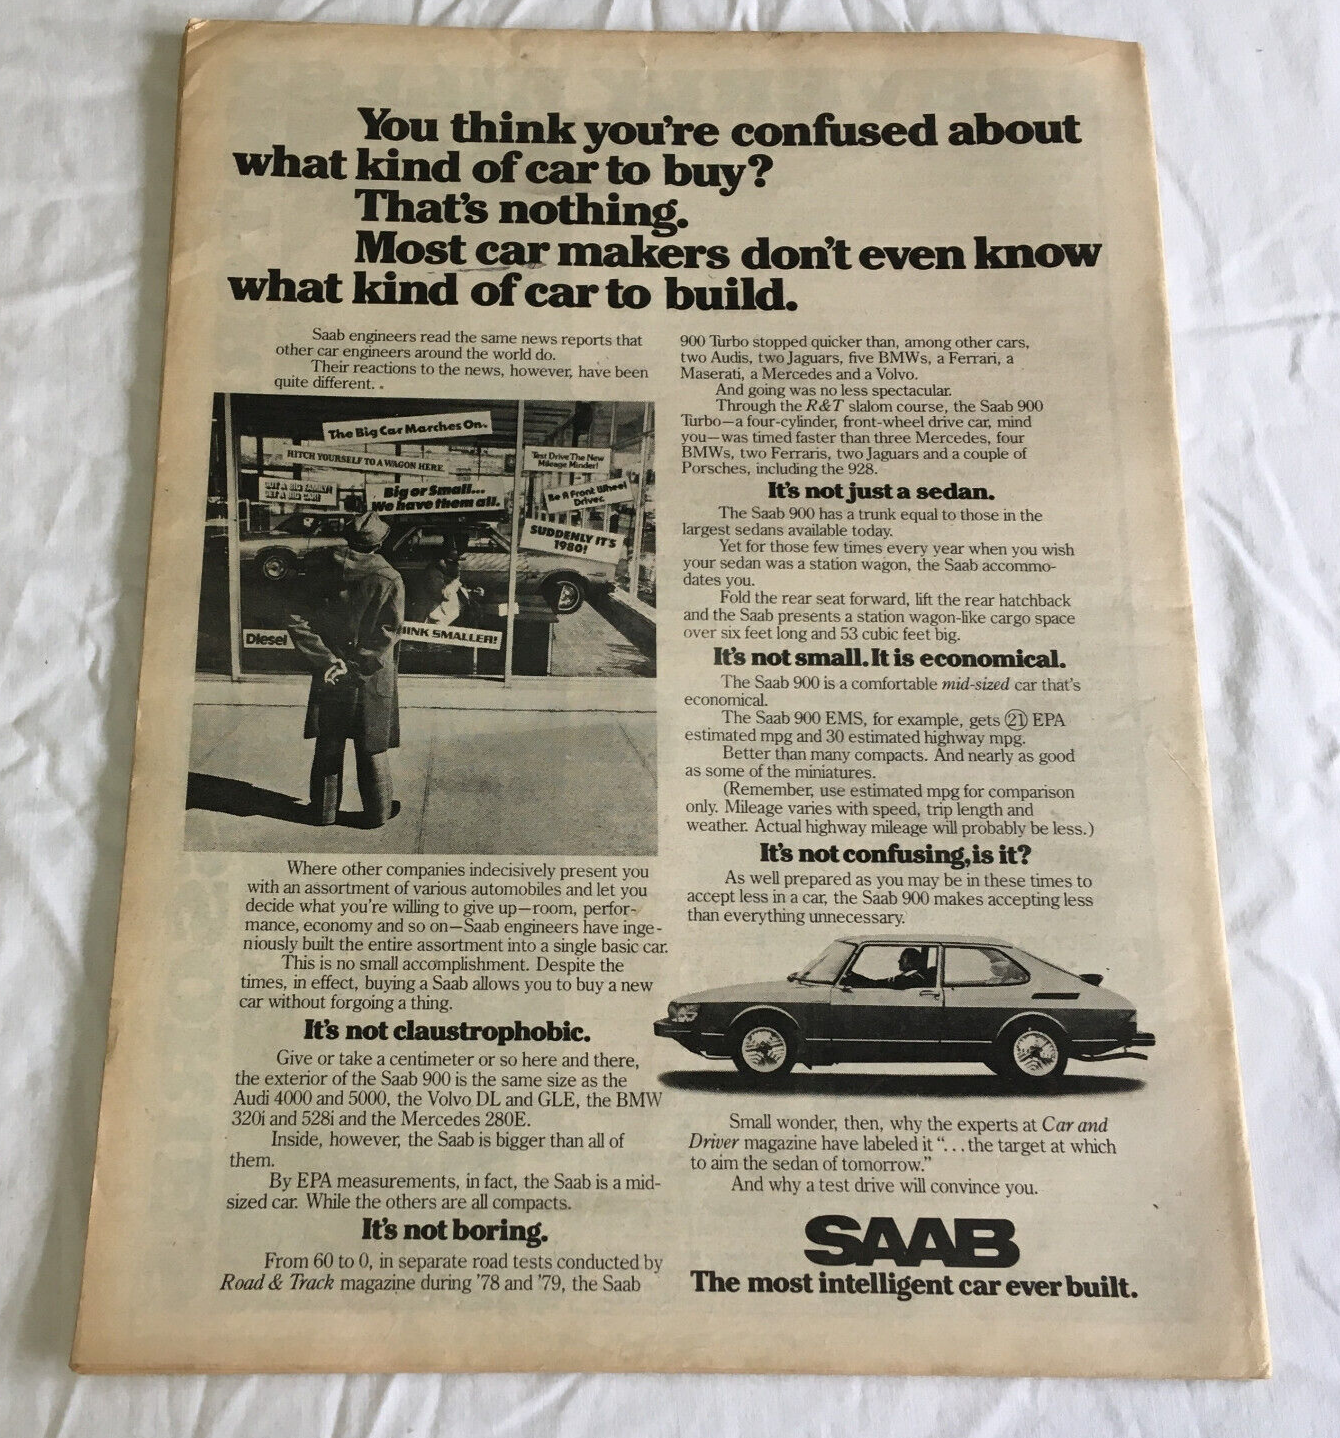 You think you're confused about
what kind of car to buy?
That's nothing.
Most car makers don't even know
what kind of car to build.
Saab engineers read the same news reports that
other car engineers around the world do.
Their reactions to the news, however, have been
quite different.
The Big Car Marches On.
HITCH YOURSELF TO A WAGON HERE.
Test Drive The New
Mileage Minder!
GET A BIG CAR!
Big or Small...
We have them all.
Be A Front Wheel
Driver.
SUDDENLY IT'S
1980!
Diesel
SMALLER!
Where other companies indecisively present you
with an assortment of various automobiles and let you
decide what you're willing to give up—room, perfor-
mance, economy and so on—Saab engineers have inge-
niously built the entire assortment into a single basic car.
This is no small accomplishment. Despite the
times, in effect, buying a Saab allows you to buy a new
car without forgoing a thing.
It's not claustrophobic.
Give or take a centimeter or so here and there,
the exterior of the Saab 900 is the same size as the
Audi 4000 and 5000, the Volvo DL and GLE, the BMW
320i and 528i and the Mercedes 280E.
Inside, however, the Saab is bigger than all of
them.
By EPA measurements, in fact, the Saab is a mid-
sized car. While the others are all compacts.
It's not boring.
From 60 to 0, in separate road tests conducted by
Road & Track magazine during '78 and '79, the Saab
900 Turbo stopped quicker than, among other cars,
two Audis, two Jaguars, five BMWs, a Ferrari, a
Maserati, a Mercedes and a Volvo.
And going was no less spectacular.
Through the R&T slalom course, the Saab 900
Turbo—a four-cylinder, front-wheel drive car, mind
you—was timed faster than three Mercedes, four
BMWs, two Ferraris, two Jaguars and a couple of
Porsches, including the 928.
It's not just a sedan.
The Saab 900 has a trunk equal to those in the
largest sedans available today.
Yet for those few times every year when you wish
your sedan was a station wagon, the Saab accommo-
dates you.
Fold the rear seat forward, lift the rear hatchback
and the Saab presents a station wagon-like cargo space
over six feet long and 53 cubic feet big.
It's not small. It is economical.
The Saab 900 is a comfortable mid-sized car that's
economical.
The Saab 900 EMS, for example, gets 21 EPA
estimated mpg and 30 estimated highway mpg.
Better than many compacts. And nearly as good
as some of the miniatures.
(Remember, use estimated mpg for comparison
only. Mileage varies with speed, trip length and
weather. Actual highway mileage will probably be less.)
It's not confusing, is it?
As well prepared as you may be in these times to
accept less in a car, the Saab 900 makes accepting less
than everything unnecessary.
Small wonder, then, why the experts at Car and
Driver magazine have labeled it "...the target at which
to aim the sedan of tomorrow."
And why a test drive will convince you.
SAAB
The most intelligent car ever built.